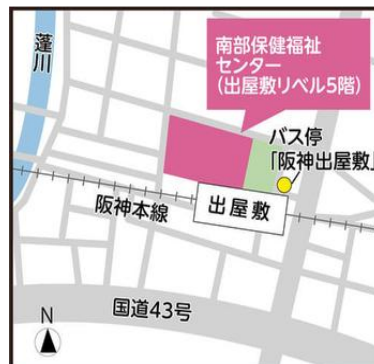 蓬川
南部保健福祉
センター
(出屋敷リベル5階)
バス停
「阪神出屋敷」
阪神本線
出屋敷
国道43号
N